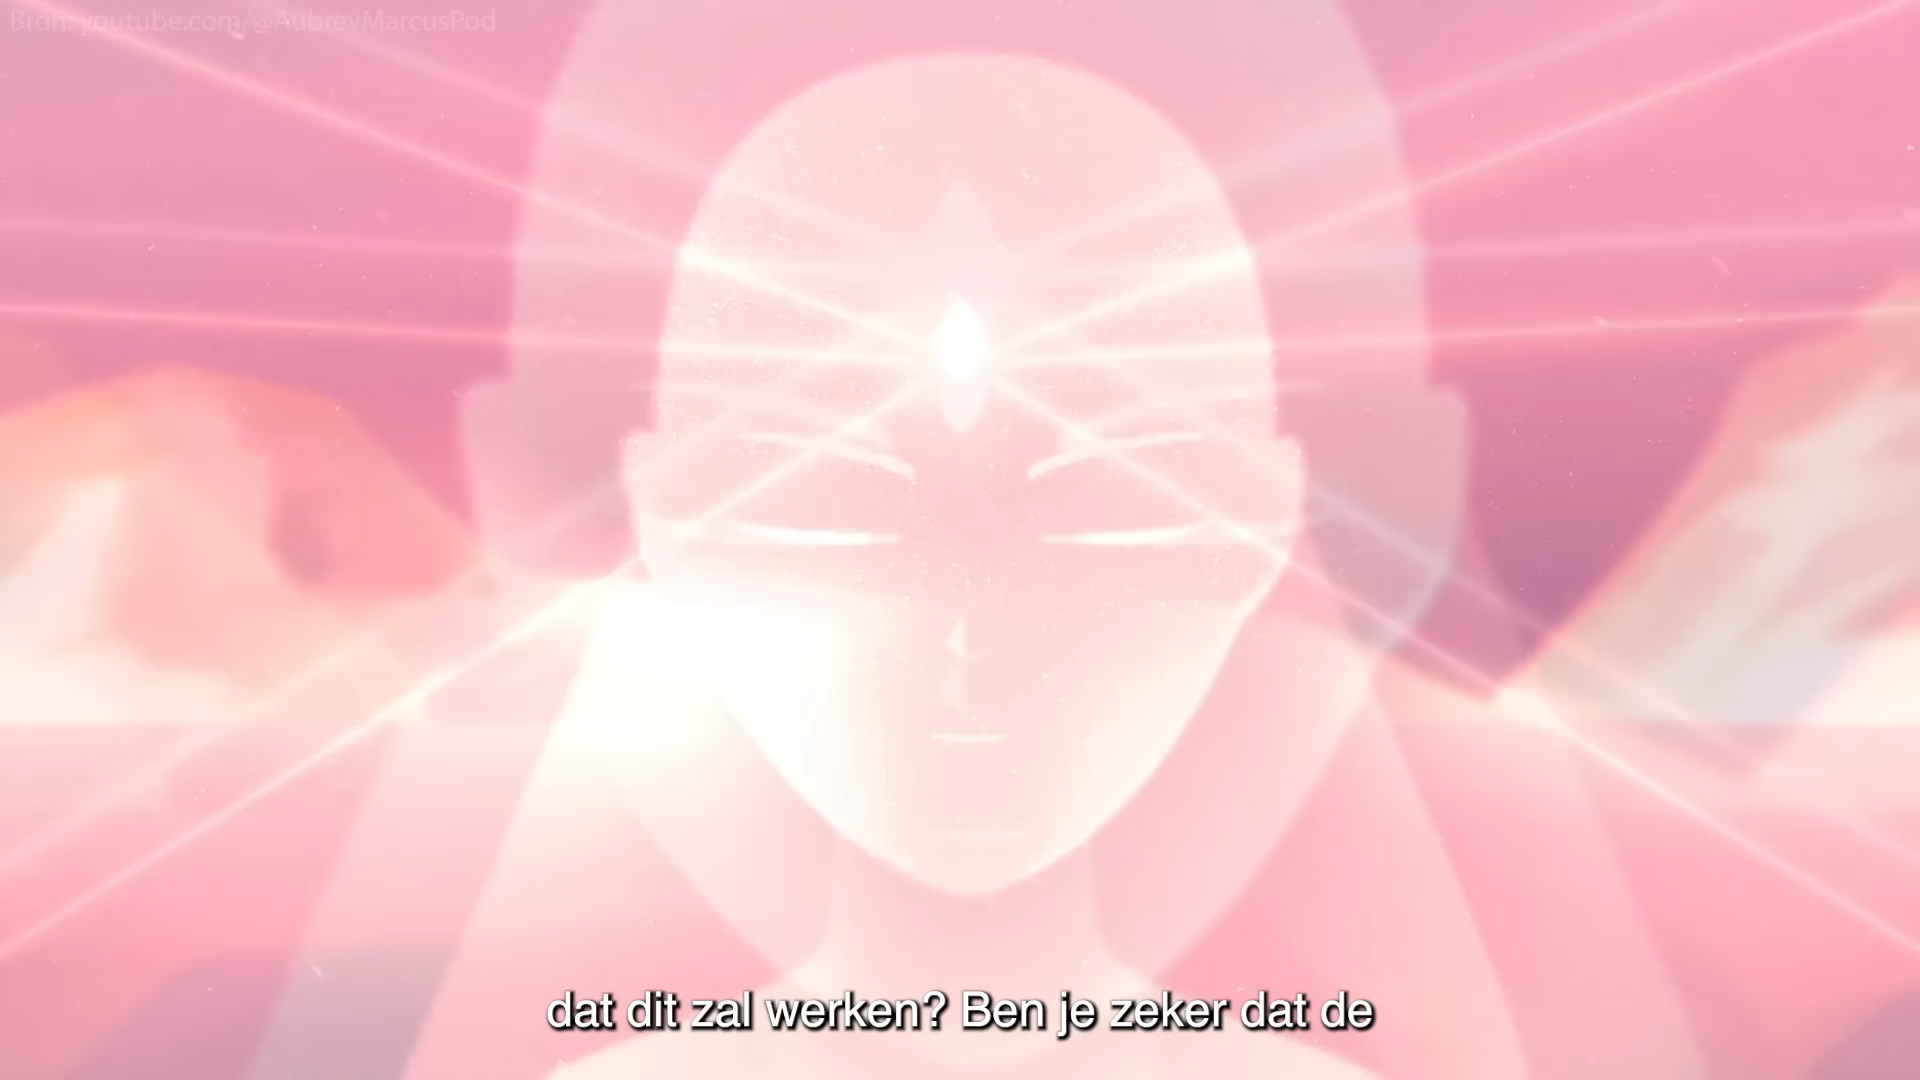 Bron: youtube.com/@AubreyMarcusPod
dat dit zal werken? Ben je zeker dat de